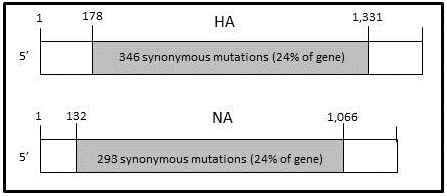 HA
1 178 1,331
5′ 346 synonymous mutations (24% of gene)
NA
1 132 1,066
5′ 293 synonymous mutations (24% of gene)